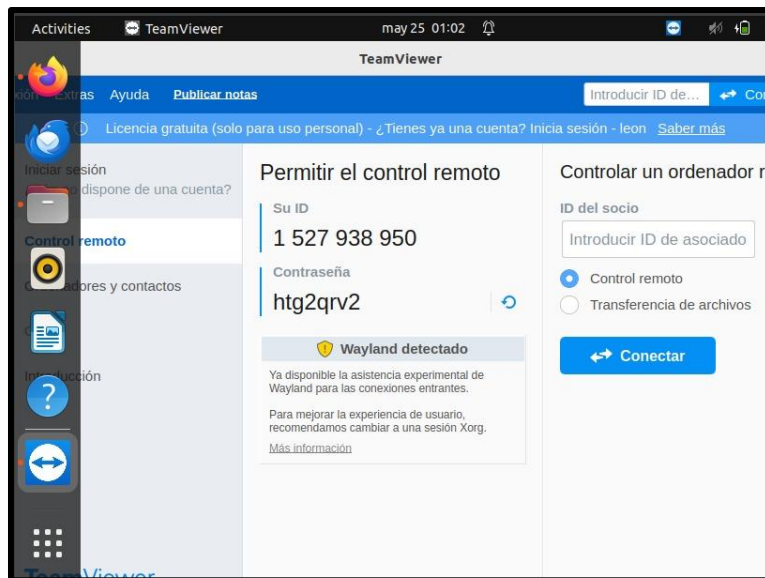 Activities TeamViewer may 25 01:02
TeamViewer
Extras Ayuda Publicar notas Introducir ID de... Co
Licencia gratuita (solo para uso personal) - ¿Tienes ya una cuenta? Inicia sesión - leon Saber más
Iniciar sesión
dispone de una cuenta?
Control remoto
y contactos
Permitir el control remoto
Su ID
1 527 938 950
Contraseña
htg2qrv2
Wayland detectado
Ya disponible la asistencia experimental de
Wayland para las conexiones entrantes.
Para mejorar la experiencia de usuario,
recomendamos cambiar a una sesión Xorg.
Más información
Controlar un ordenador r
ID del socio
Introducir ID de asociado
Control remoto
Transferencia de archivos
Conectar
TeamViewer